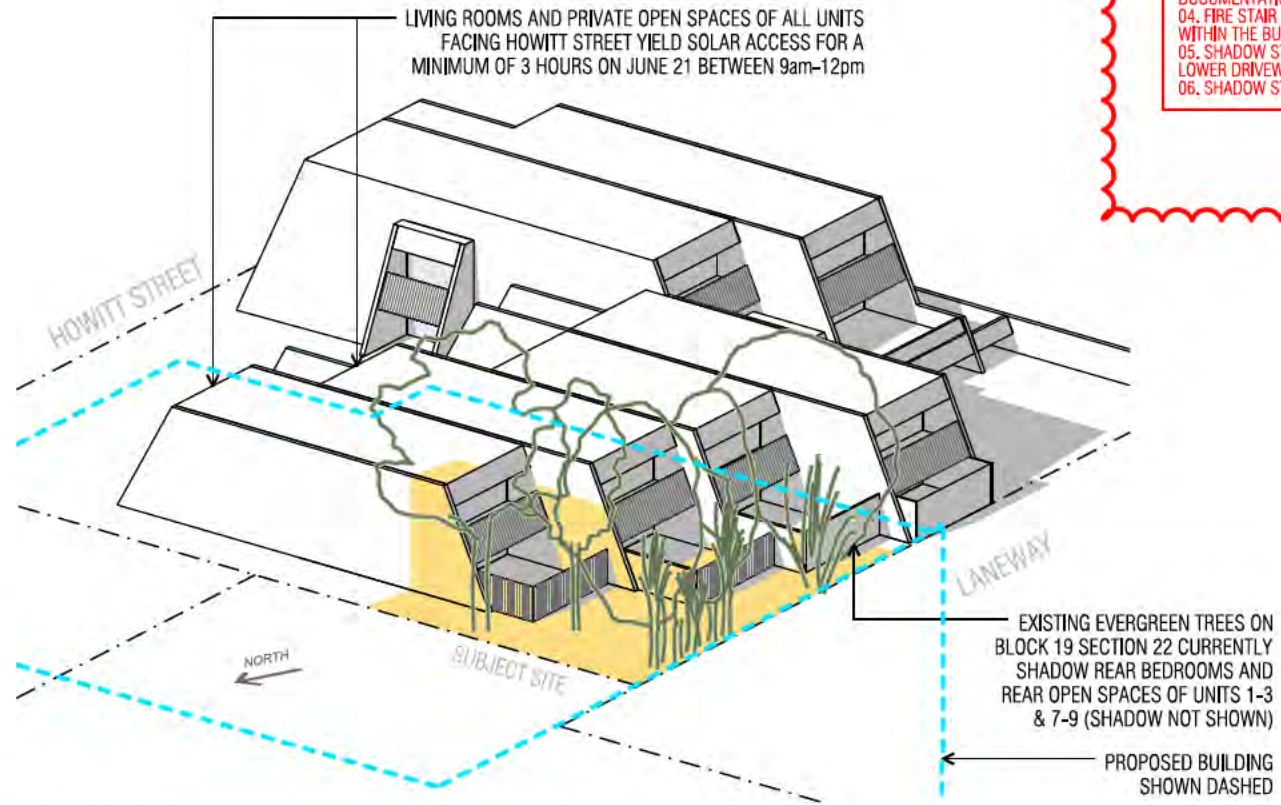 LIVING ROOMS AND PRIVATE OPEN SPACES OF ALL UNITS
FACING HOWITT STREET YIELD SOLAR ACCESS FOR A
MINIMUM OF 3 HOURS ON JUNE 21 BETWEEN 9am-12pm
04. FIRE STAIR
WITHIN THE
05. SHADOW
LOWER
06. SHADOW
HOWITT STREET
LANEWAY
NORTH
SUBJECT SITE
EXISTING EVERGREEN TREES ON
BLOCK 19 SECTION 22 CURRENTLY
SHADOW REAR BEDROOMS AND
REAR OPEN SPACES OF UNITS 1-3
& 7-9 (SHADOW NOT SHOWN)
PROPOSED BUILDING
SHOWN DASHED